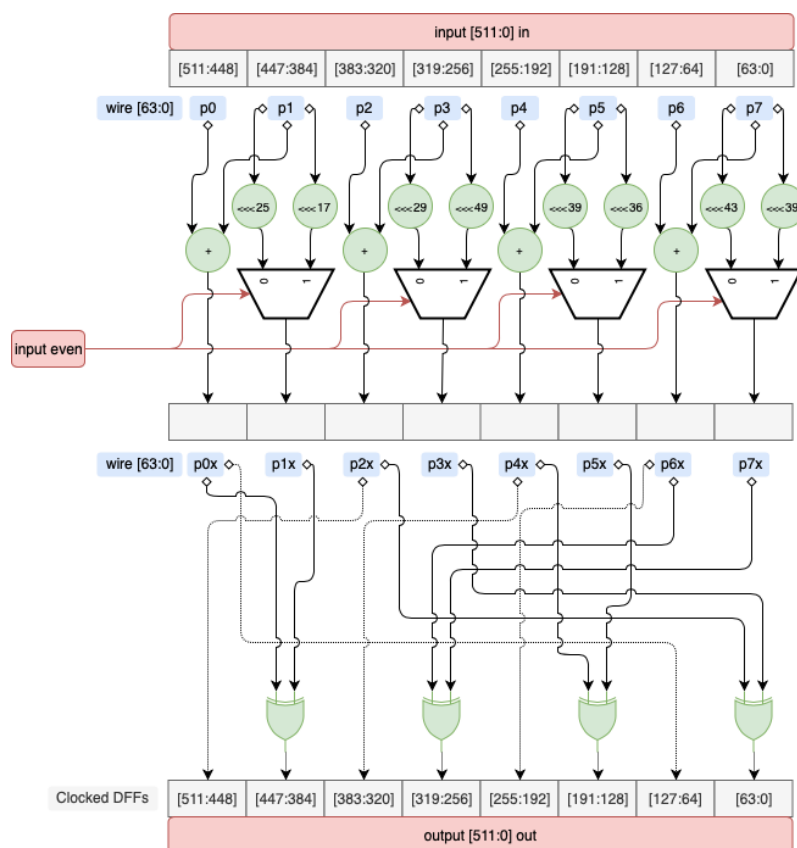 input [511:0] in
[511:448] [447:384] [383:320] [319:256] [255:192] [191:128] [127:64] [63:0]
wire [63:0] p0 p1 p2 p3 p4 p5 p6 p7
<<<25 <<<17 <<<29 <<<49 <<<39 <<<36 <<<43 <<<39
+ + + +
0 1 0 1 0 1 0 1
input even
wire [63:0] p0x p1x p2x p3x p4x p5x p6x p7x
Clocked DFFs [511:448] [447:384] [383:320] [319:256] [255:192] [191:128] [127:64] [63:0]
output [511:0] out